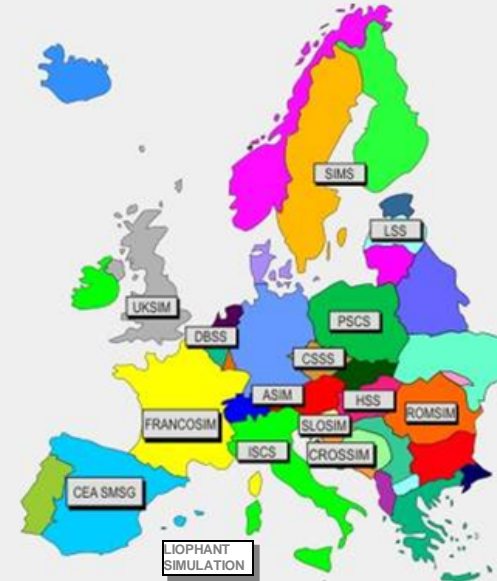 SIMS
LSS
UKSIM
DBSS
PSCS
CSSS
ASIM
HSS
FRANCOSIM
SLOSIM
ROMSIM
ISCS
CROSSIM
CEA SMSG
LIOPHANT
SIMULATION